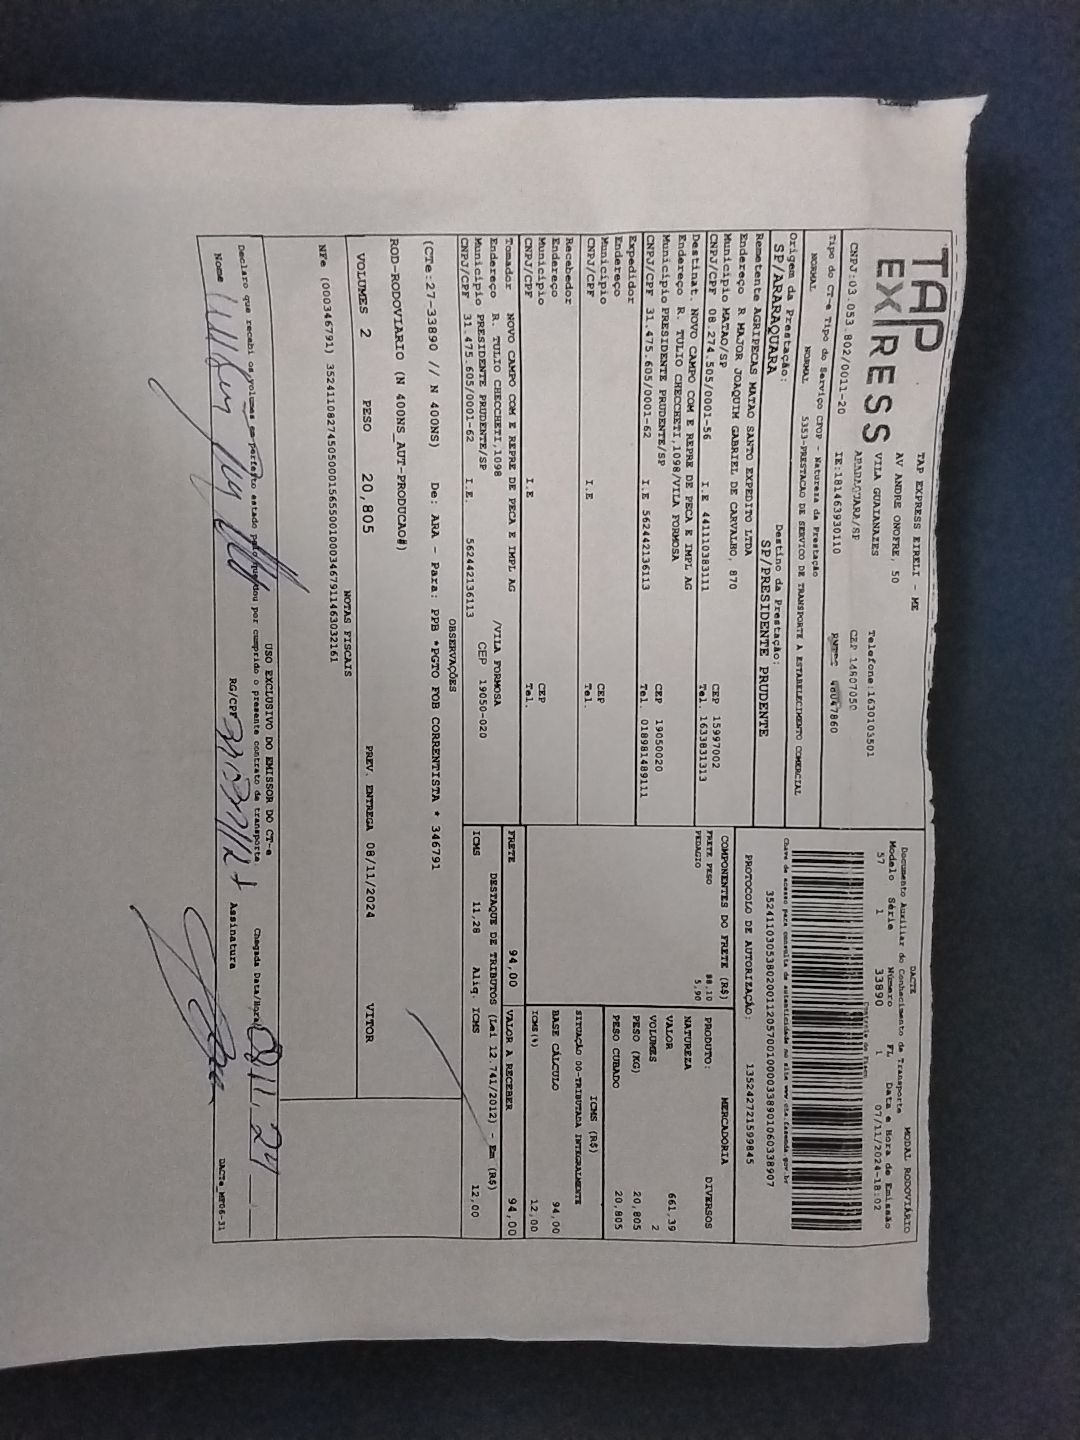 TAP
EXPRESS
TAP EXPRESS EIRELI - ME
AV ANDRE ONOFRE, 50
VILA GUAIANAZES
ARARAQUARA/SP
Telefone:1630103501
CEP 14807050
CNPJ:03.053.802/0011-20 IE:181463930110
Tipo do CT-e Tipo do Serviço CFOP - Natureza da Prestação
NORMAL NORMAL 5353-PRESTACAO DE SERVICO DE TRANSPORTE A ESTABELECIMENTO COMERCIAL
Origem da Prestação: Destino da Prestação:
SP/ARARAQUARA SP/PRESIDENTE PRUDENTE
Remetente AGRIPECAS MATAO SANTO EXPEDITO LTDA
Endereço R MAJOR JOAQUIM GABRIEL DE CARVALHO, 870
Município MATAO/SP CEP 15997002
CNPJ/CPF 08.274.505/0001-56 I.E 441110383111 Tel. 1633831313
Destinat. NOVO CAMPO COM E REPRE DE PECA E IMPL AG
Endereço R. TULIO CHECCHETI,1098/VILA FORMOSA
Município PRESIDENTE PRUDENTE/SP CEP 19050020
CNPJ/CPF 31.475.605/0001-62 I.E 562442136113 Tel. 018981489111
Expedidor
Endereço
Município CEP
CNPJ/CPF I.E Tel.
Recebedor
Endereço
Município CEP
CNPJ/CPF I.E Tel.
Tomador NOVO CAMPO COM E REPRE DE PECA E IMPL AG
Endereço R. TULIO CHECCHETI,1098 /VILA FORMOSA
Município PRESIDENTE PRUDENTE/SP CEP 19050-020
CNPJ/CPF 31.475.605/0001-62 I.E. 562442136113
DACTE MODAL RODOVIÁRIO
Documento Auxiliar do Conhecimento de Transporte
Modelo Série Número FL Data e Hora de Emissão
57 1 33890 1 07/11/2024-18:02
Controle do Fisco
Chave de acesso para consulta de autenticidade no site www.cte.fazenda.gov.br
35241103053802001120570010000338901060338907
PROTOCOLO DE AUTORIZAÇÃO: 135242721599845
COMPONENTES DO FRETE (R$)
FRETE PESO 88,10
PEDAGIO 5,90
PRODUTO: MERCADORIA
NATUREZA DIVERSOS
VALOR 661,39
VOLUMES 2
PESO (KG) 20,805
PESO CUBADO 20,805
ICMS (R$)
SITUAÇÃO 00-TRIBUTADA INTEGRALMENTE
BASE CÁLCULO 94,00
ICMS(%) 12,00
FRETE 94,00 VALOR A RECEBER 94,00
DESTAQUE DE TRIBUTOS (Lei 12.741/2012) - Em (R$)
ICMS 11,28 Aliq. ICMS 12,00
OBSERVAÇÕES
(CTe:27-33890 // N 400NS) De: ARA - Para: PPB *PGTO FOB CORRENTISTA * 346791
ROD-RODOVIARIO (N 400NS_AUT-PRODUCAO#)
VOLUMES 2 PESO 20,805 PREV. ENTREGA 08/11/2024 VITOR
NOTAS FISCAIS
NFe (000346791) 35241108274505000156550010003467911463032161
USO EXCLUSIVO DO EMISSOR DO CT-e
Declaro que recebi os volumes em perfeito estado pelo que dou por cumprido o presente contrato de transporte
Chegada Data/Hora 08 11. 24
Nome RG/CPF Assinatura
DACTe_MP06-31